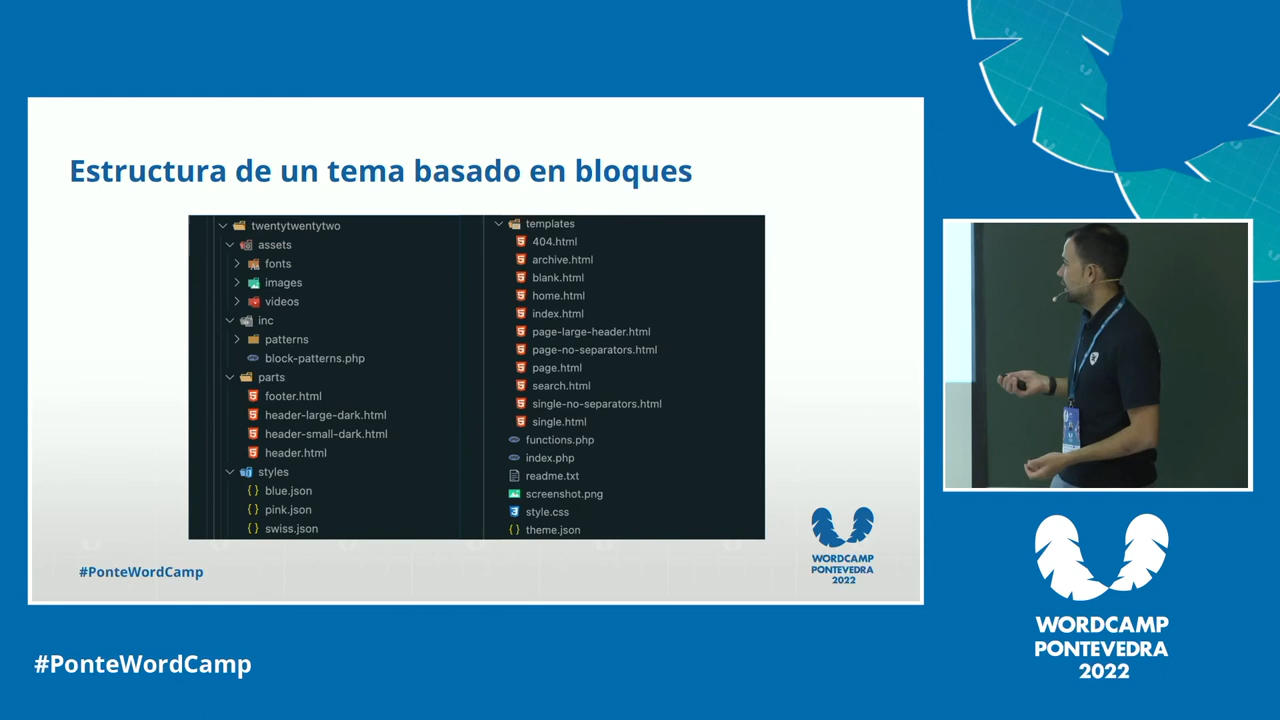 Estructura de un tema basado en bloques
twentytwentytwo
assets
fonts
images
videos
inc
patterns
block-patterns.php
parts
footer.html
header-large-dark.html
header-small-dark.html
header.html
styles
blue.json
pink.json
swiss.json
templates
404.html
archive.html
blank.html
home.html
index.html
page-large-header.html
page-no-separators.html
page.html
search.html
single-no-separators.html
single.html
functions.php
index.php
readme.txt
screenshot.png
style.css
theme.json
#PonteWordCamp
WORDCAMP
PONTEVEDRA
2022
#PonteWordCamp
WORDCAMP
PONTEVEDRA
2022